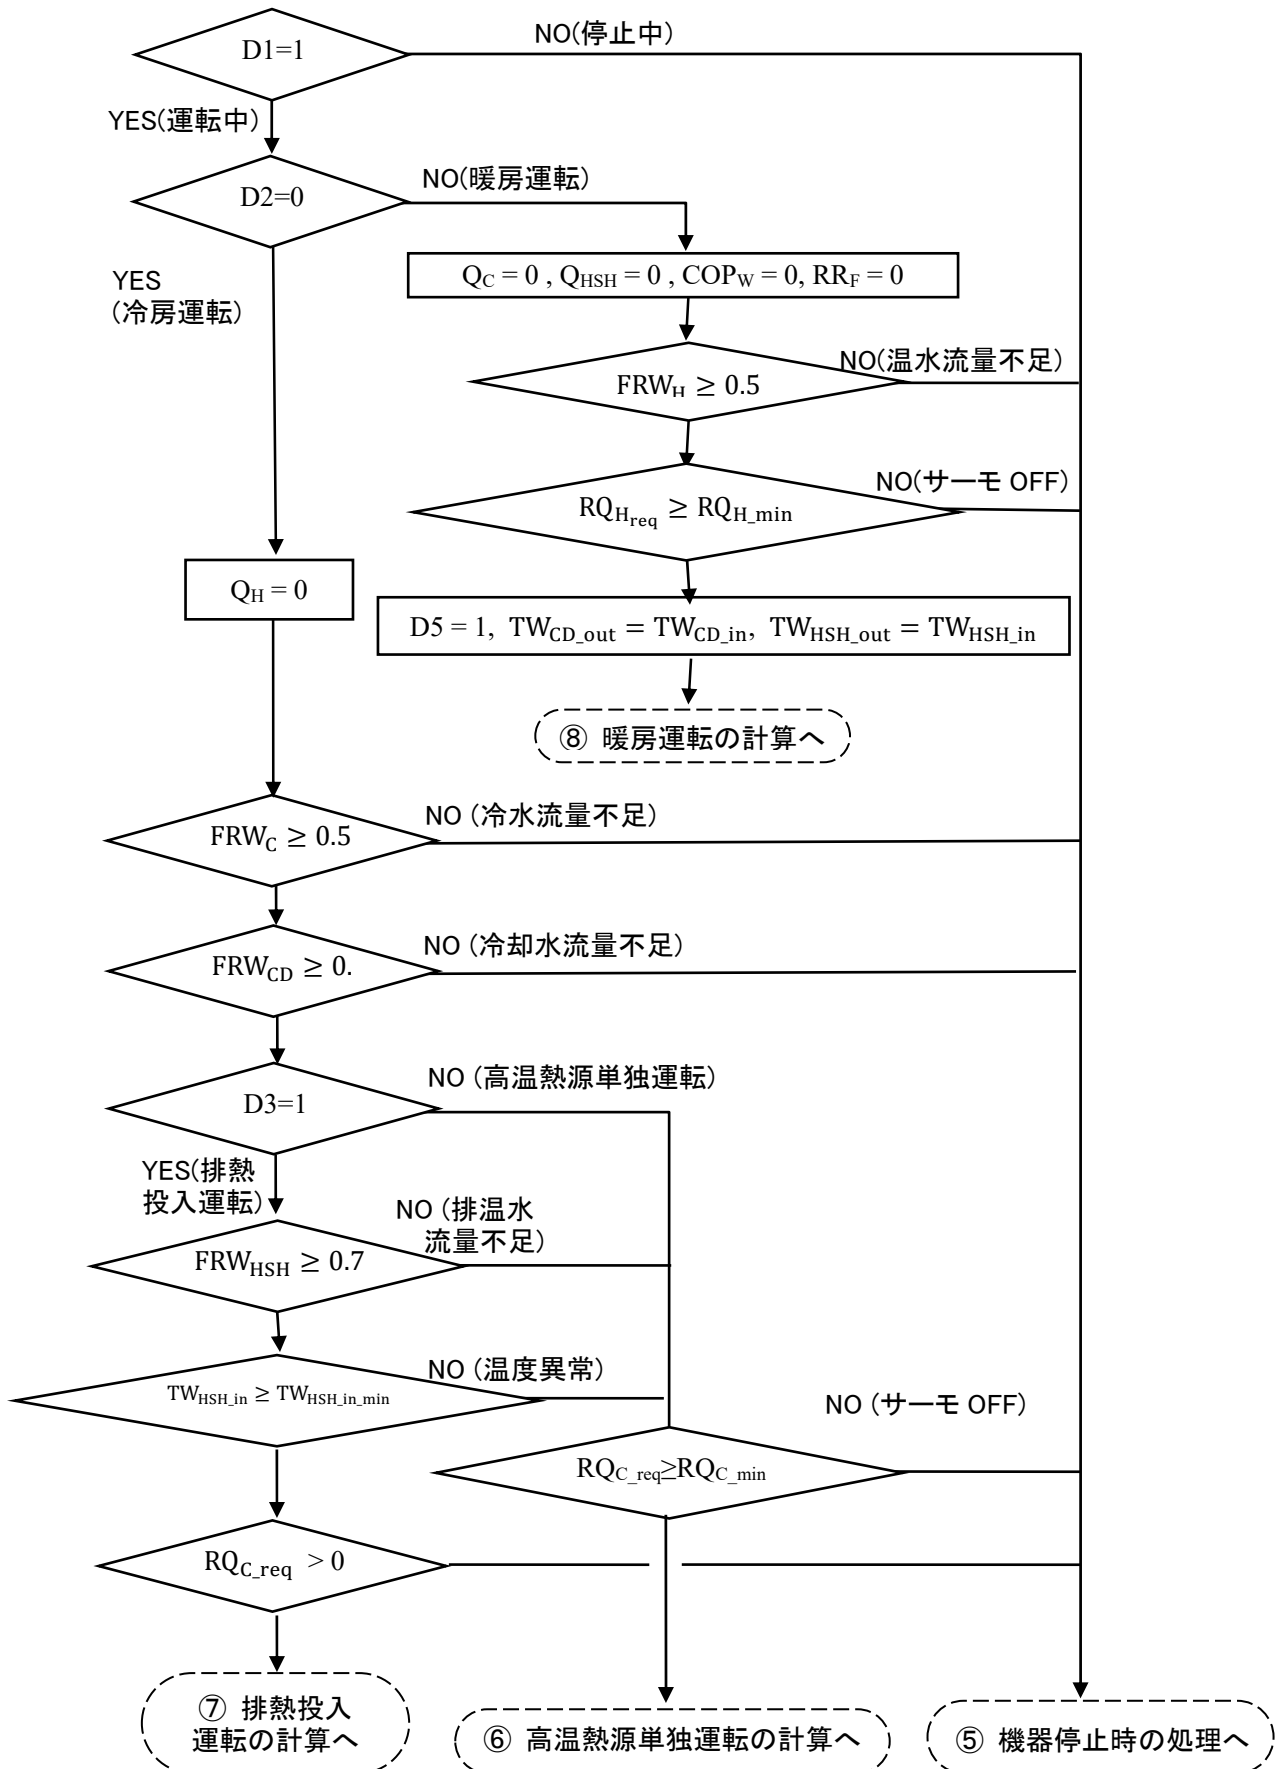 D1=1
NO(停止中)
YES(運転中)
D2=0
NO(暖房運転)
YES
(冷房運転)
Q_C = 0 , Q_HSH = 0 , COP_W = 0, RR_F = 0
FRW_H ≥ 0.5
NO(温水流量不足)
RQ_H_req ≥ RQ_H_min
NO(サーモ OFF)
Q_H = 0
D5 = 1, TW_CD_out = TW_CD_in, TW_HSH_out = TW_HSH_in
⑧ 暖房運転の計算へ
FRW_C ≥ 0.5
NO (冷水流量不足)
FRW_CD ≥ 0.
NO (冷却水流量不足)
D3=1
NO (高温熱源単独運転)
YES(排熱
投入運転)
NO (排温水
流量不足)
FRW_HSH ≥ 0.7
TW_HSH_in ≥ TW_HSH_in_min
NO (温度異常)
NO (サーモ OFF)
RQ_C_req≥RQ_C_min
RQ_C_req > 0
⑦ 排熱投入
運転の計算へ
⑥ 高温熱源単独運転の計算へ
⑤ 機器停止時の処理へ